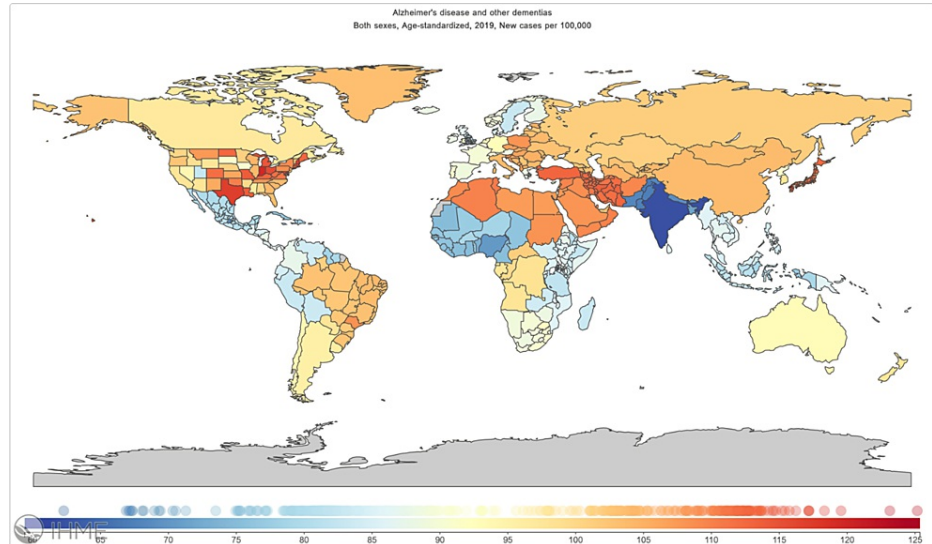 Alzheimer's disease and other dementias
Both sexes, Age-standardized, 2019, New cases per 100,000
IHME
60 65 70 75 80 85 90 95 100 105 110 115 120 125